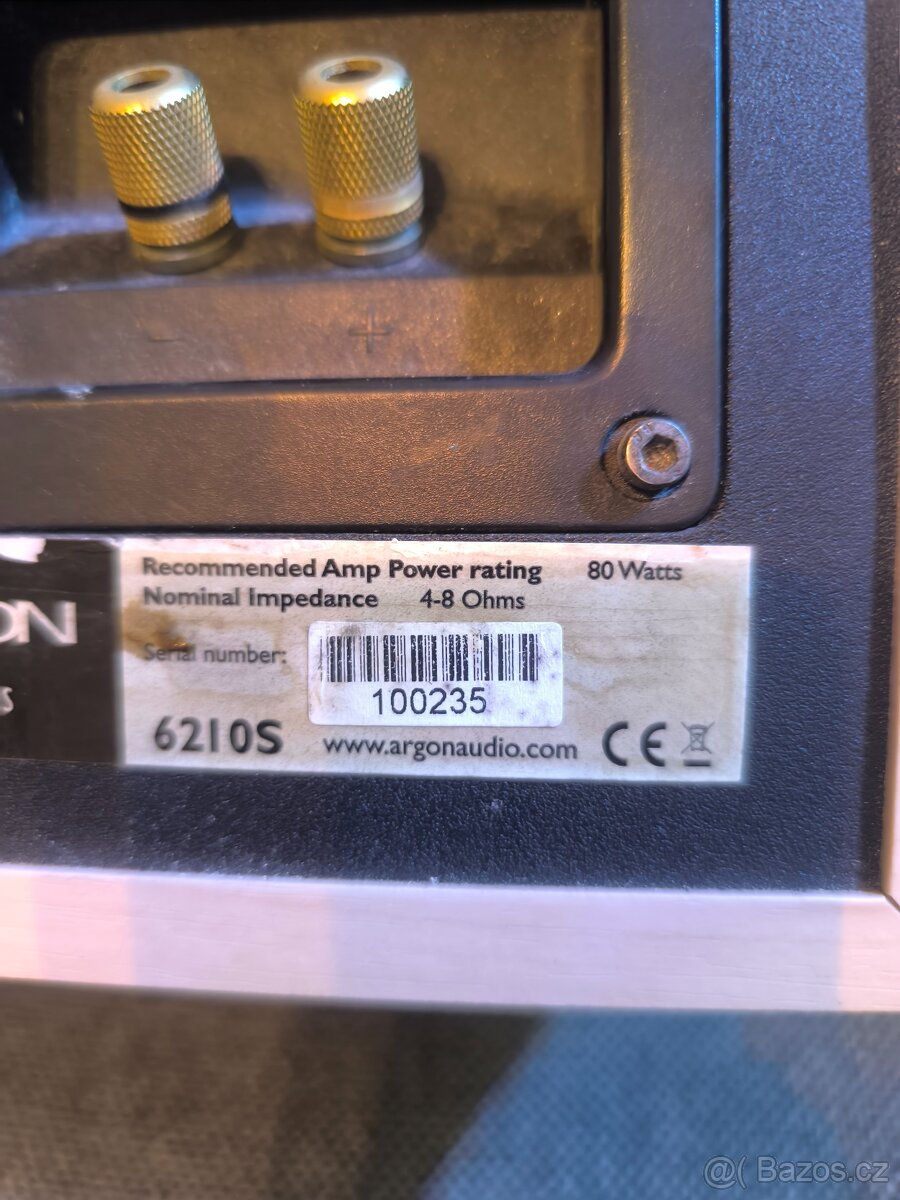 - +
Recommended Amp Power rating 80 Watts
Nominal Impedance 4-8 Ohms
Serial number:
100235
6210S www.argonaudio.com CE
@( Bazos.cz